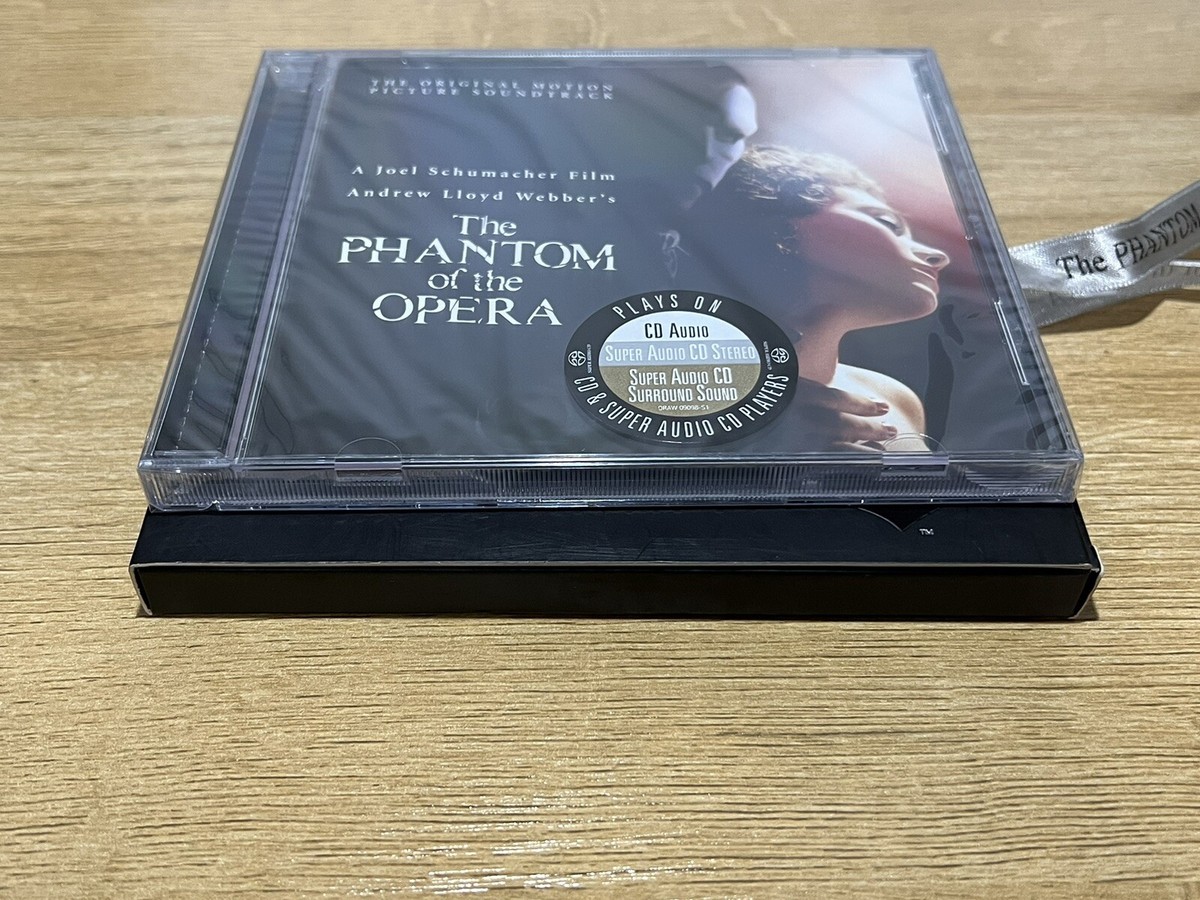 THE ORIGINAL MOTION
PICTURE SOUNDTRACK
A Joel Schumacher Film
Andrew Lloyd Webber's
The
PHANTOM
of the
OPERA
PLAYS ON
CD AUDIO
SUPER AUDIO CD STEREO
SUPER AUDIO CD
SURROUND SOUND
CD & SUPER AUDIO CD PLAYERS
The PHANTOM
TM